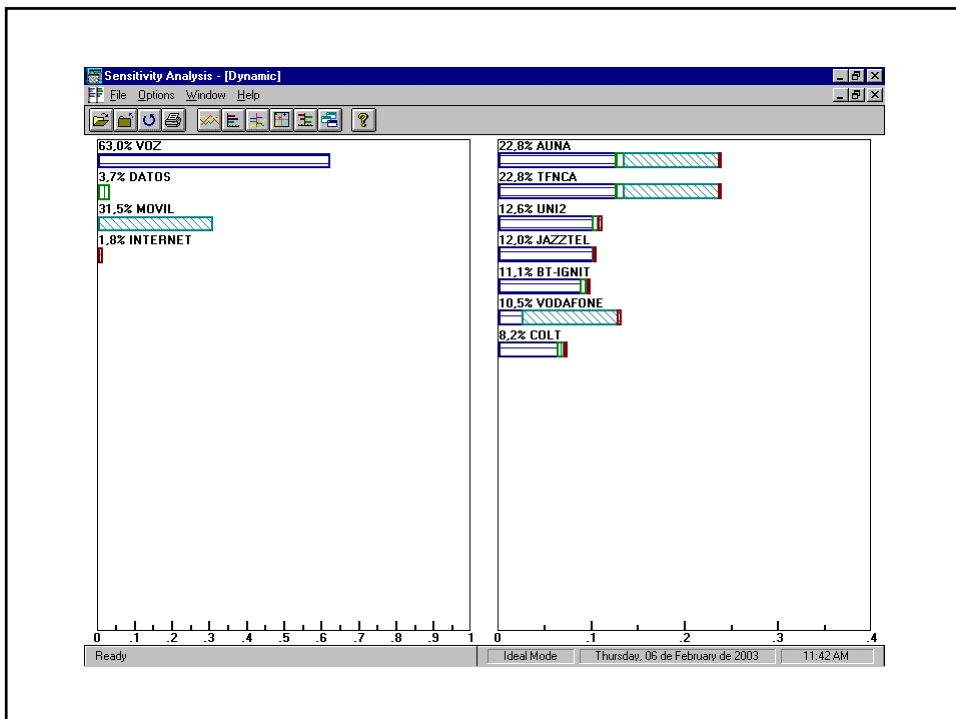 Sensitivity Analysis - [Dynamic]
File Options Window Help
?
63,0% VOZ
3,7% DATOS
31,5% MOVIL
1,8% INTERNET
0 .1 .2 .3 .4 .5 .6 .7 .8 .9 1
22,8% AUNA
22,8% TFNCA
12,6% UNI2
12,0% JAZZTEL
11,1% BT-IGNIT
10,5% VODAFONE
8,2% COLT
0 .1 .2 .3 .4
Ready Ideal Mode Thursday, 06 de February de 2003 11:42 AM